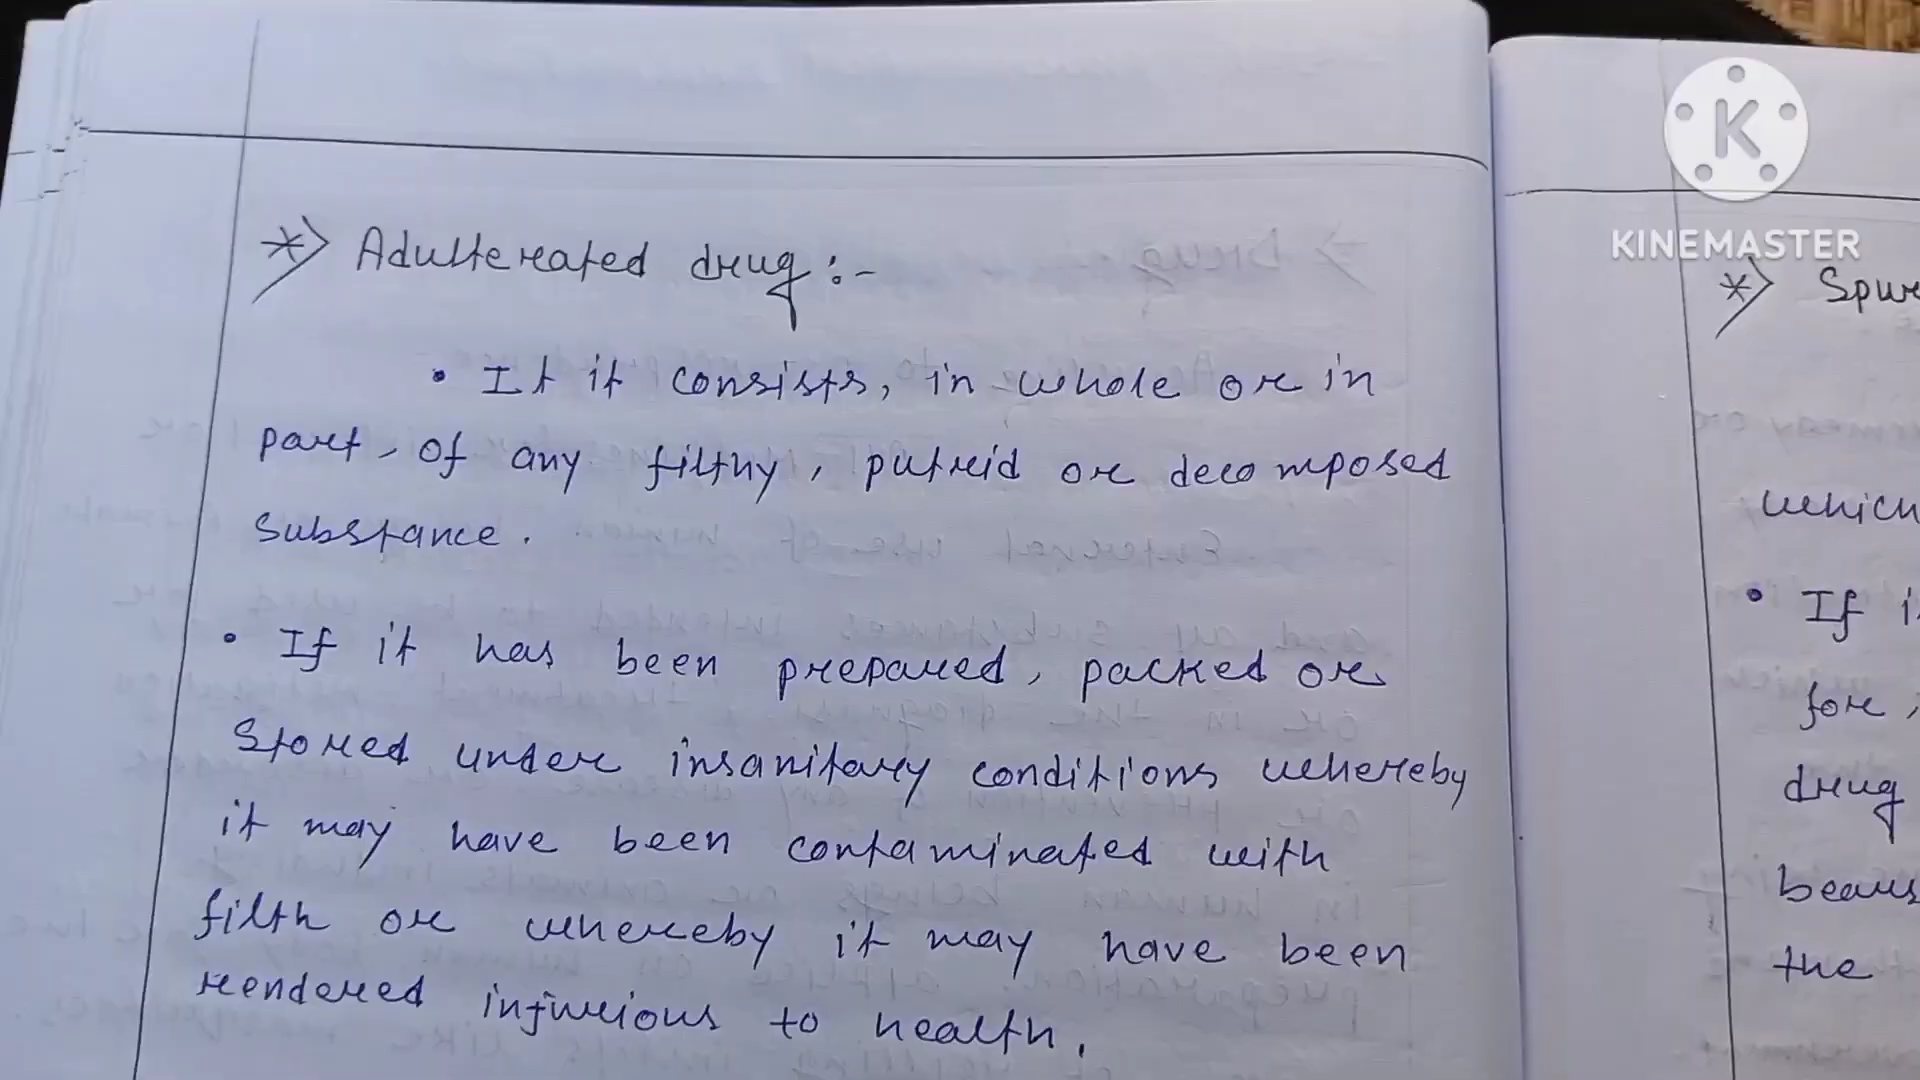 *> Adulterated drug :-
• If it consists, in whole or in
part, of any filthy, putrid or decomposed
substance.
• If it has been prepared, packed or
stored under insanitary conditions whereby
it may have been contaminated with
filth or whereby it may have been
rendered injurious to health.
KINEMASTER
*>
which
• If
for,
drug
bears
the